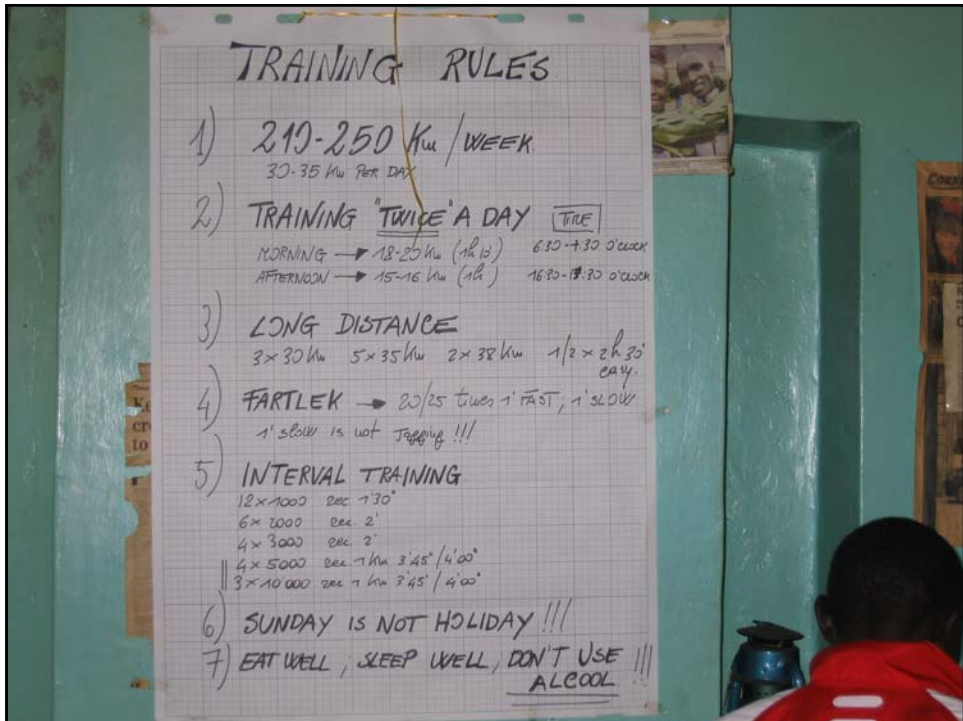 TRAINING RULES
1) 210-250 Km/WEEK.
30-35 Km PER DAY
2) TRAINING "TWICE" A DAY TIME
MORNING → 18-20 Km (1h10') 6:30-7:30 O'CLOCK
AFTERNOON → 15-16 Km (1h) 16:30-17:30 O'CLOCK
3) LONG DISTANCE
3×30 Km 5×35 Km 2×38 Km 1/2 × 2h30'
easy.
4) FARTLEK → 20/25 times 1' FAST, 1' SLOW.
1' slow is not Jogging !!!
5) INTERVAL TRAINING
12×1000 rec 1'30"
6×2000 rec. 2'
4×3000 rec. 2'
4×5000 rec 1 Km 3'45"/4'00"
3×10'000 rec 1 Km 3'45"/4'00"
6) SUNDAY IS NOT HOLIDAY !!!
7) EAT WELL, SLEEP WELL, DON'T USE !!!
ALCOOL
Ke
cre
to